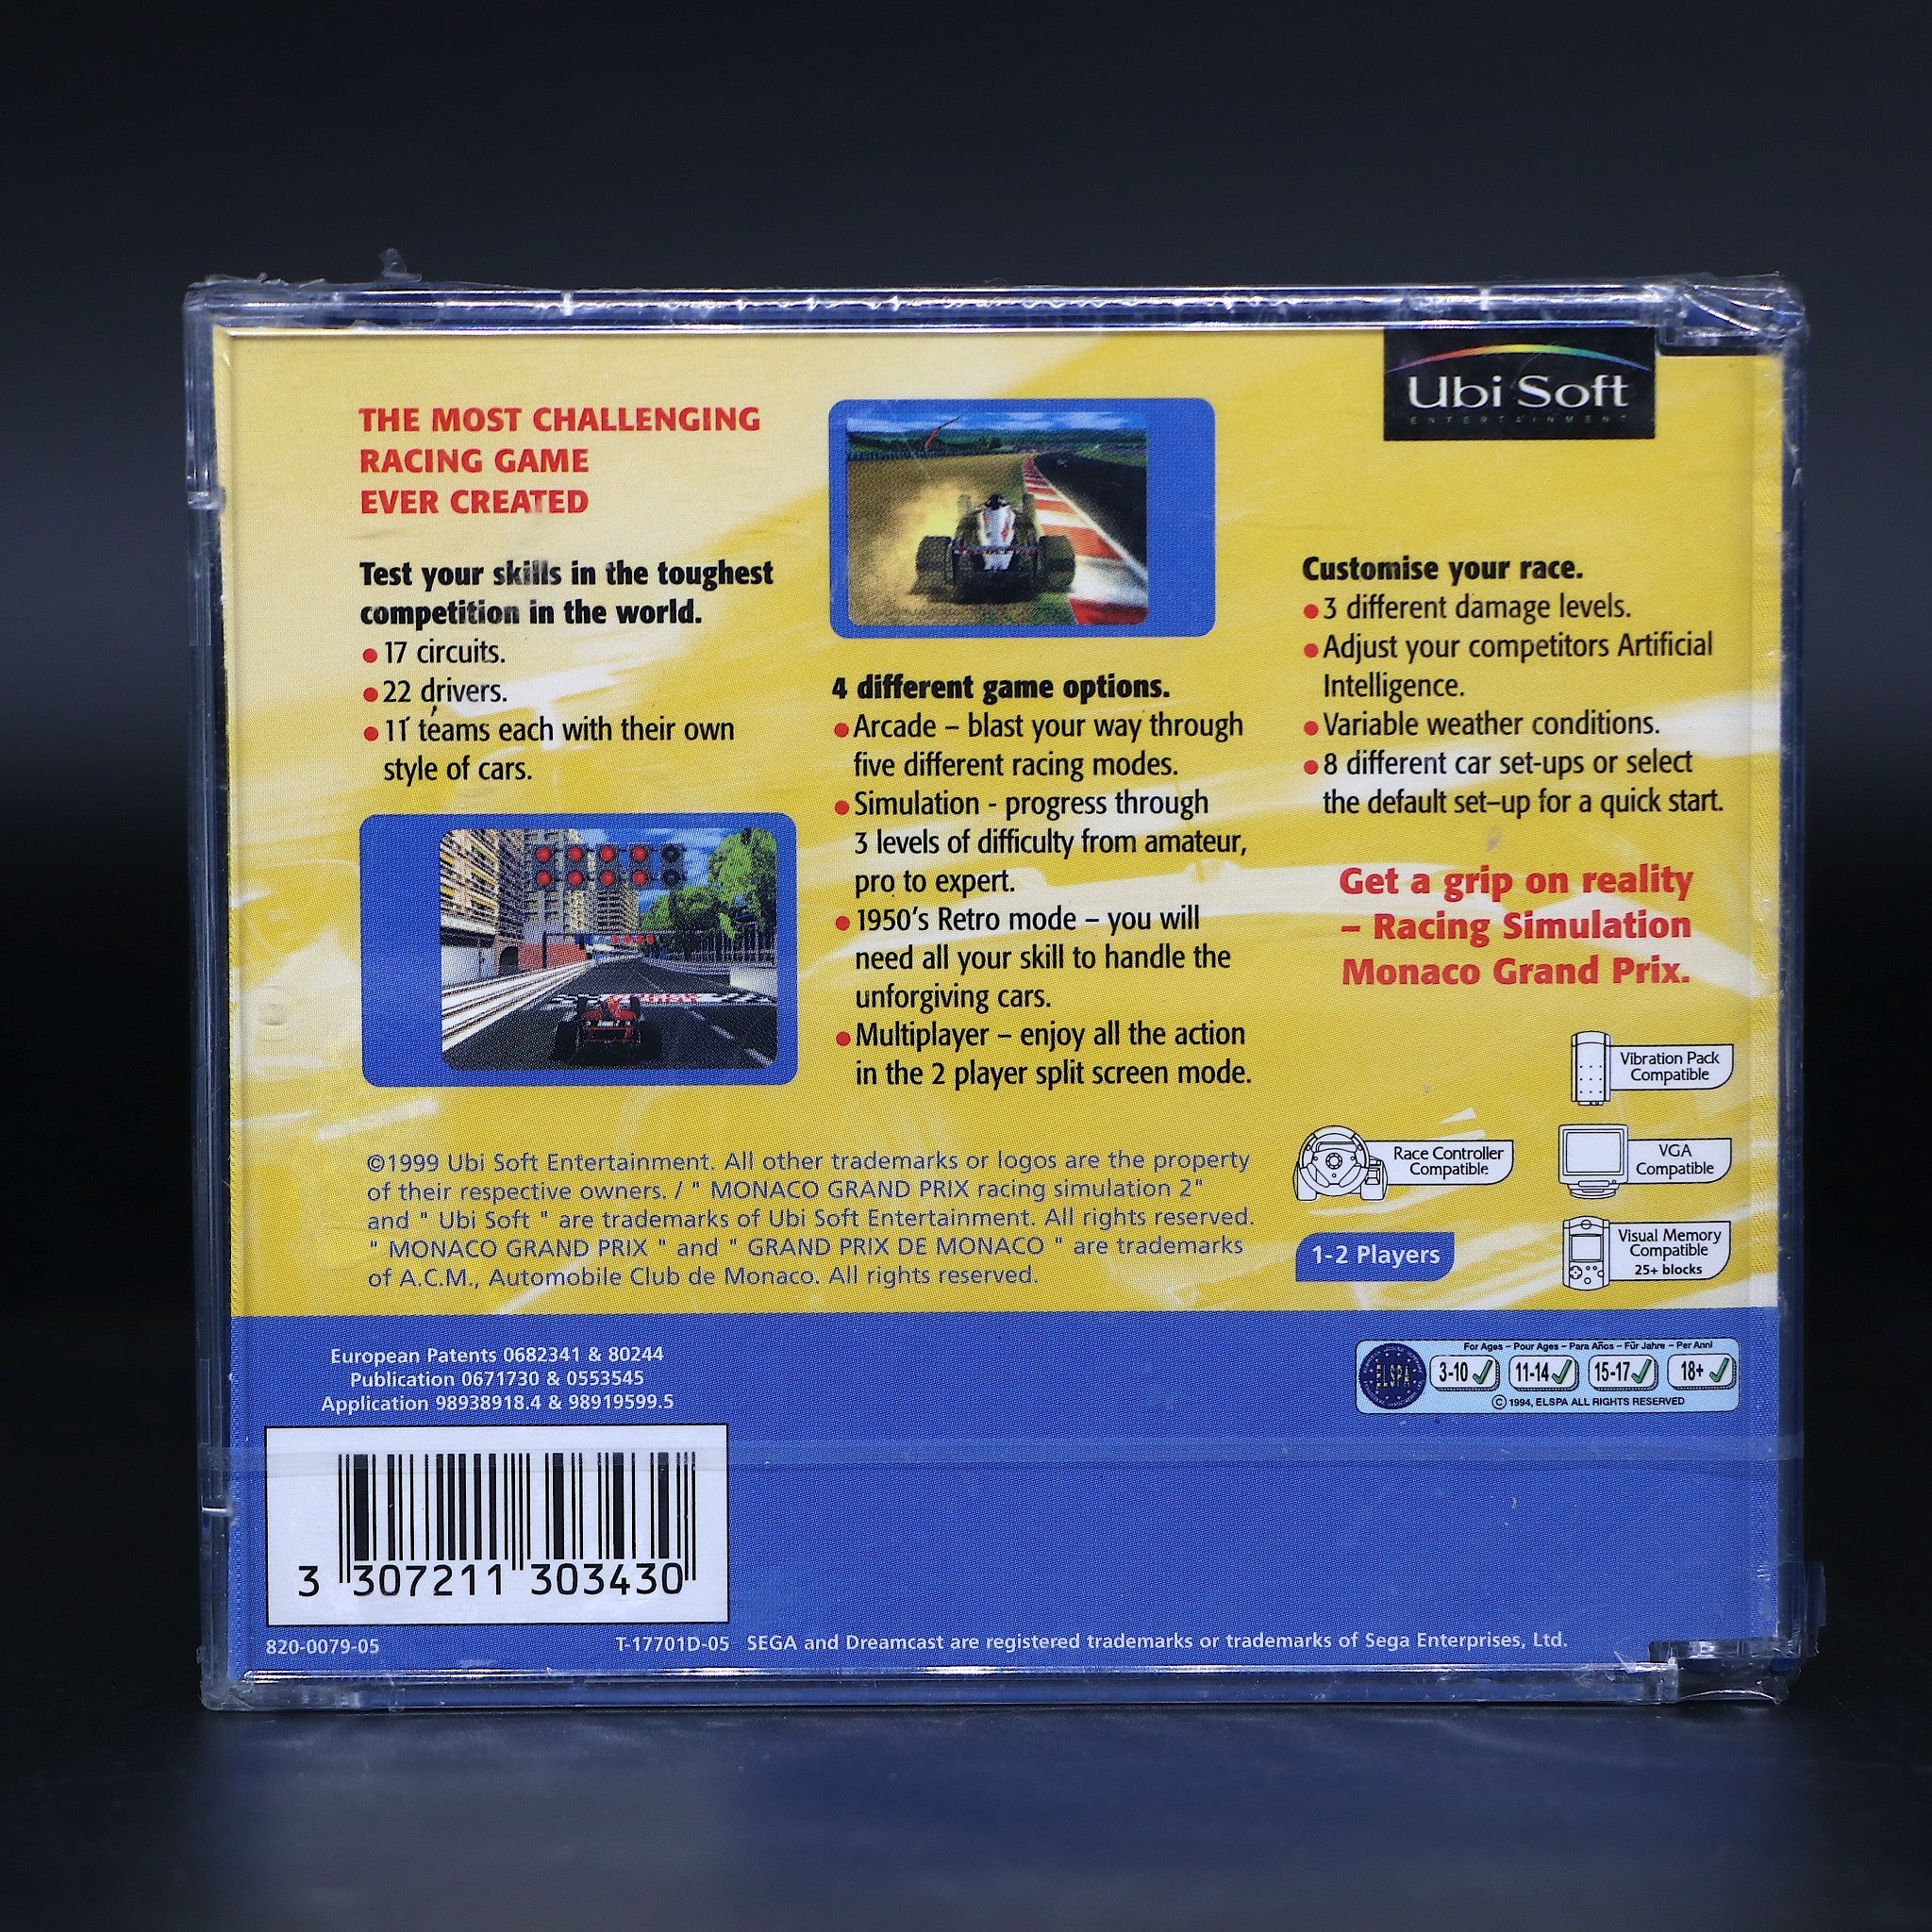 Ubi Soft
ENTERTAINMENT
THE MOST CHALLENGING
RACING GAME
EVER CREATED
Test your skills in the toughest
competition in the world.
• 17 circuits.
• 22 drivers.
• 11 teams each with their own
style of cars.
4 different game options.
• Arcade – blast your way through
five different racing modes.
• Simulation - progress through
3 levels of difficulty from amateur,
pro to expert.
• 1950's Retro mode – you will
need all your skill to handle the
unforgiving cars.
• Multiplayer – enjoy all the action
in the 2 player split screen mode.
Customise your race.
• 3 different damage levels.
• Adjust your competitors Artificial
Intelligence.
• Variable weather conditions.
• 8 different car set-ups or select
the default set–up for a quick start.
Get a grip on reality
– Racing Simulation
Monaco Grand Prix.
Vibration Pack
Compatible
Race Controller
Compatible
VGA
Compatible
1-2 Players
Visual Memory
Compatible
25+ blocks
©1999 Ubi Soft Entertainment. All other trademarks or logos are the property
of their respective owners. / " MONACO GRAND PRIX racing simulation 2"
and " Ubi Soft " are trademarks of Ubi Soft Entertainment. All rights reserved.
" MONACO GRAND PRIX " and " GRAND PRIX DE MONACO " are trademarks
of A.C.M., Automobile Club de Monaco. All rights reserved.
European Patents 0682341 & 80244
Publication 0671730 & 0553545
Application 98938918.4 & 98919599.5
For Ages – Pour Ages – Para Años – Für Jahre – Per Anni
ELSPA
3-10 11-14 15-17 18+
© 1994, ELSPA ALL RIGHTS RESERVED
3 307211 303430
820-0079-05
T-17701D-05 SEGA and Dreamcast are registered trademarks or trademarks of Sega Enterprises, Ltd.